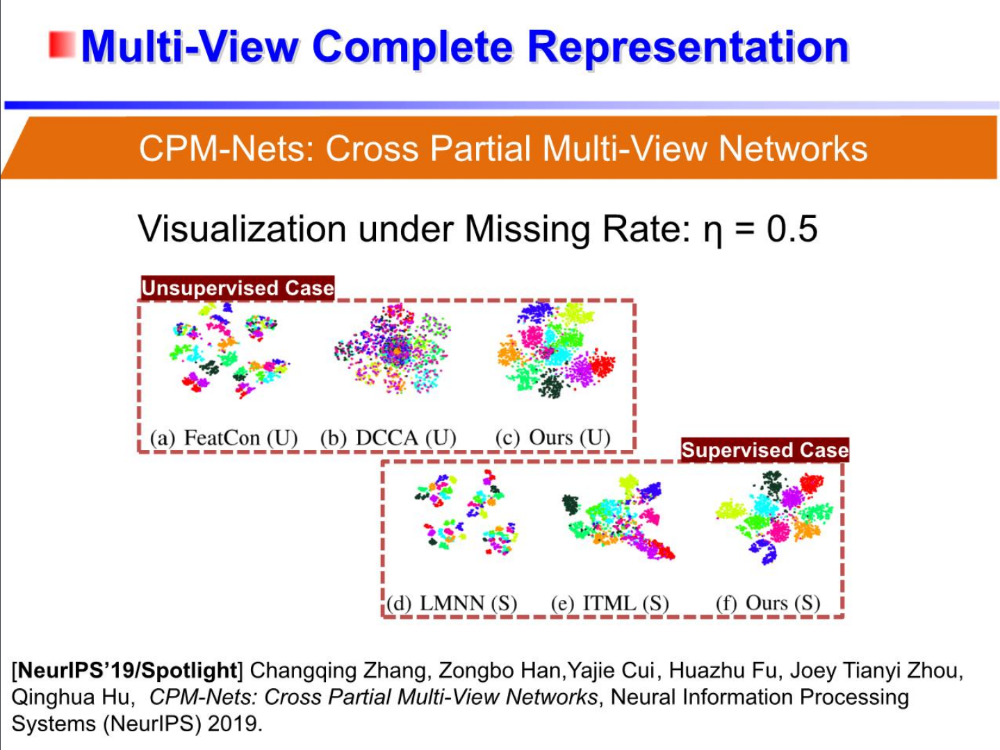 Multi-View Complete Representation
CPM-Nets: Cross Partial Multi-View Networks
Visualization under Missing Rate: η = 0.5
Unsupervised Case
(a) FeatCon (U) (b) DCCA (U) (c) Ours (U)
Supervised Case
(d) LMNN (S) (e) ITML (S) (f) Ours (S)
[NeurIPS’19/Spotlight] Changqing Zhang, Zongbo Han,Yajie Cui, Huazhu Fu, Joey Tianyi Zhou,
Qinghua Hu, CPM-Nets: Cross Partial Multi-View Networks, Neural Information Processing
Systems (NeurIPS) 2019.